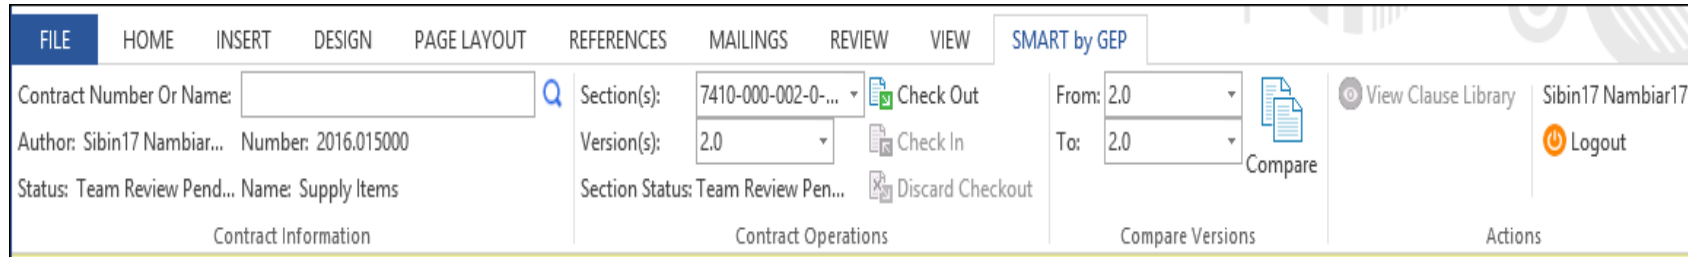 FILE HOME INSERT DESIGN PAGE LAYOUT REFERENCES MAILINGS REVIEW VIEW SMART by GEP
Contract Number Or Name: Section(s): 7410-000-002-0-... Check Out From: 2.0 View Clause Library Sibin17 Nambiar17
Author: Sibin17 Nambiar... Number: 2016.015000 Version(s): 2.0 Check In To: 2.0 Logout
Compare
Status: Team Review Pend... Name: Supply Items Section Status: Team Review Pen... Discard Checkout
Contract Information Contract Operations Compare Versions Actions